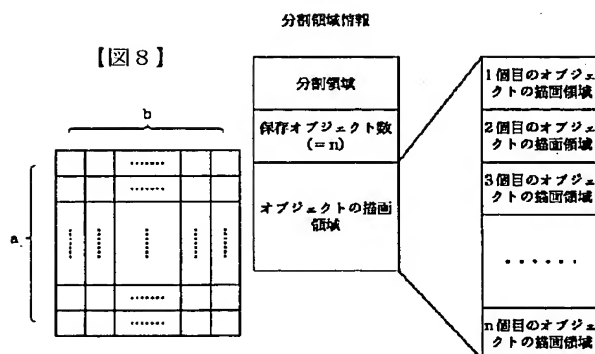 分割領域情報
【図8】
b
a
.......
.......
.......
.......
.......
.......
.......
分割領域
保存オブジェクト数
(=n)
オブジェクトの描画
領域
1個目のオブジェ
クトの描画領域
2個目のオブジェ
クトの描画領域
3個目のオブジェ
クトの描画領域
......
n個目のオブジェ
クトの描画領域